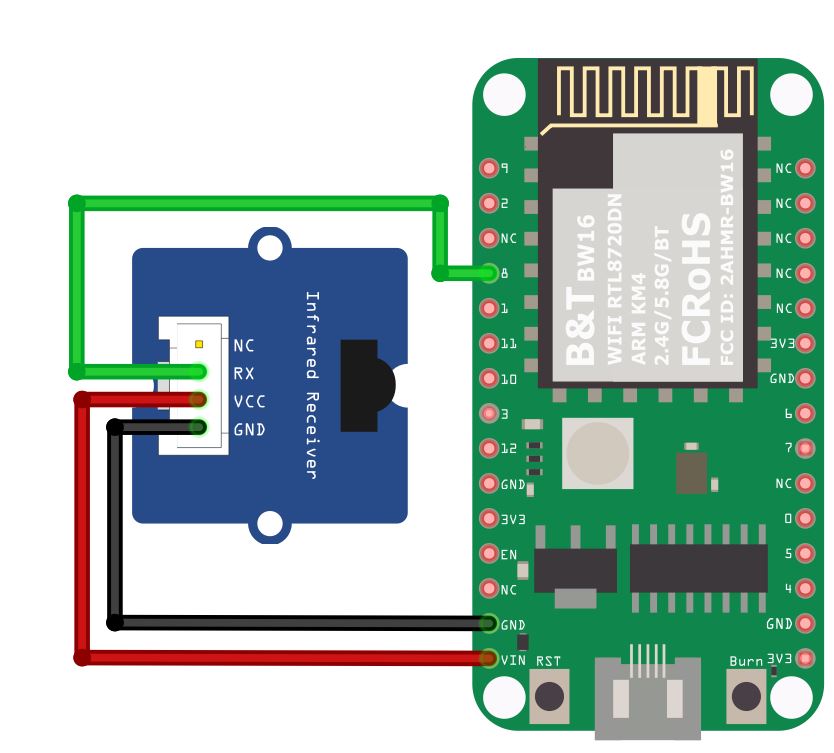 NC
RX
VCC
GND
Infrared Receiver
9
2
NC
8
1
11
10
3
12
GND
3V3
EN
NC
GND
VIN
B&T BW16
WIFI RTL8720DN
ARM KM4
2.4G/5.8G/BT
FCRoHS
FCC ID: 2AHMR-BW16
NC
NC
NC
NC
NC
3V3
GND
6
7
NC
0
5
4
GND
3V3
RST
Burn